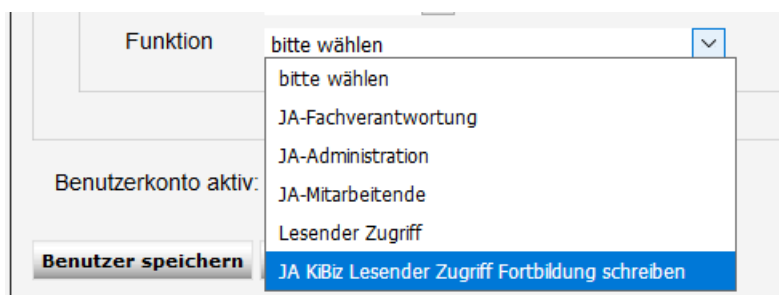 Funktion bitte wählen
bitte wählen
JA-Fachverantwortung
JA-Administration
Benutzerkonto aktiv:
JA-Mitarbeitende
Lesender Zugriff
Benutzer speichern
JA KiBiz Lesender Zugriff Fortbildung schreiben